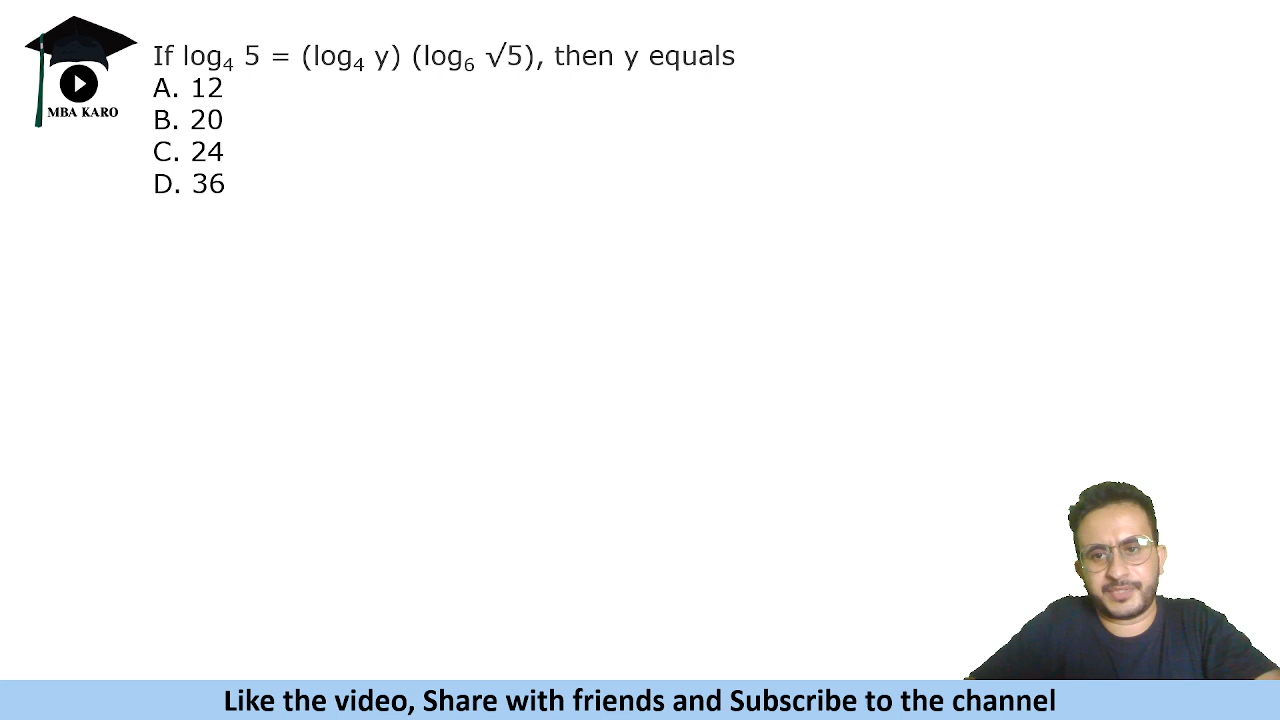 If log₄ 5 = (log₄ y) (log₆ √5), then y equals
A. 12
B. 20
C. 24
D. 36
MBA KARO
Like the video, Share with friends and Subscribe to the channel